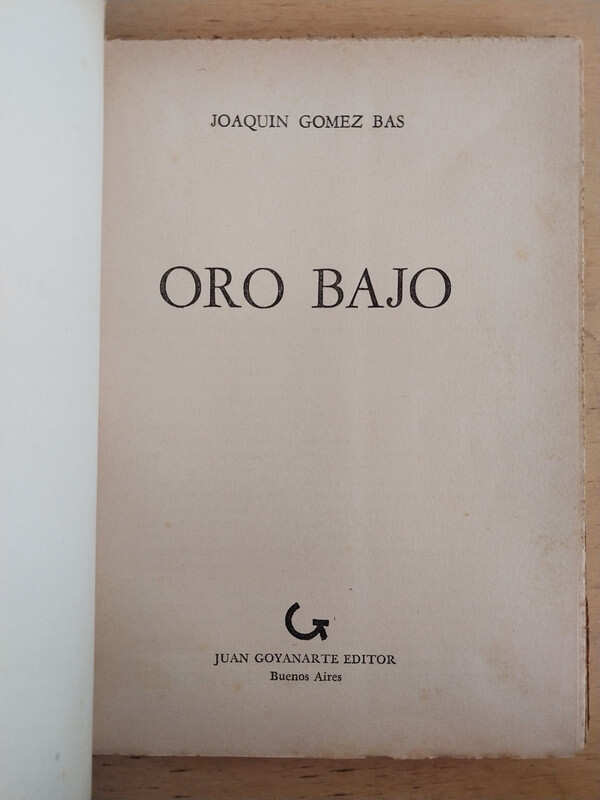 JOAQUIN GOMEZ BAS
ORO BAJO
G
JUAN GOYANARTE EDITOR
Buenos Aires